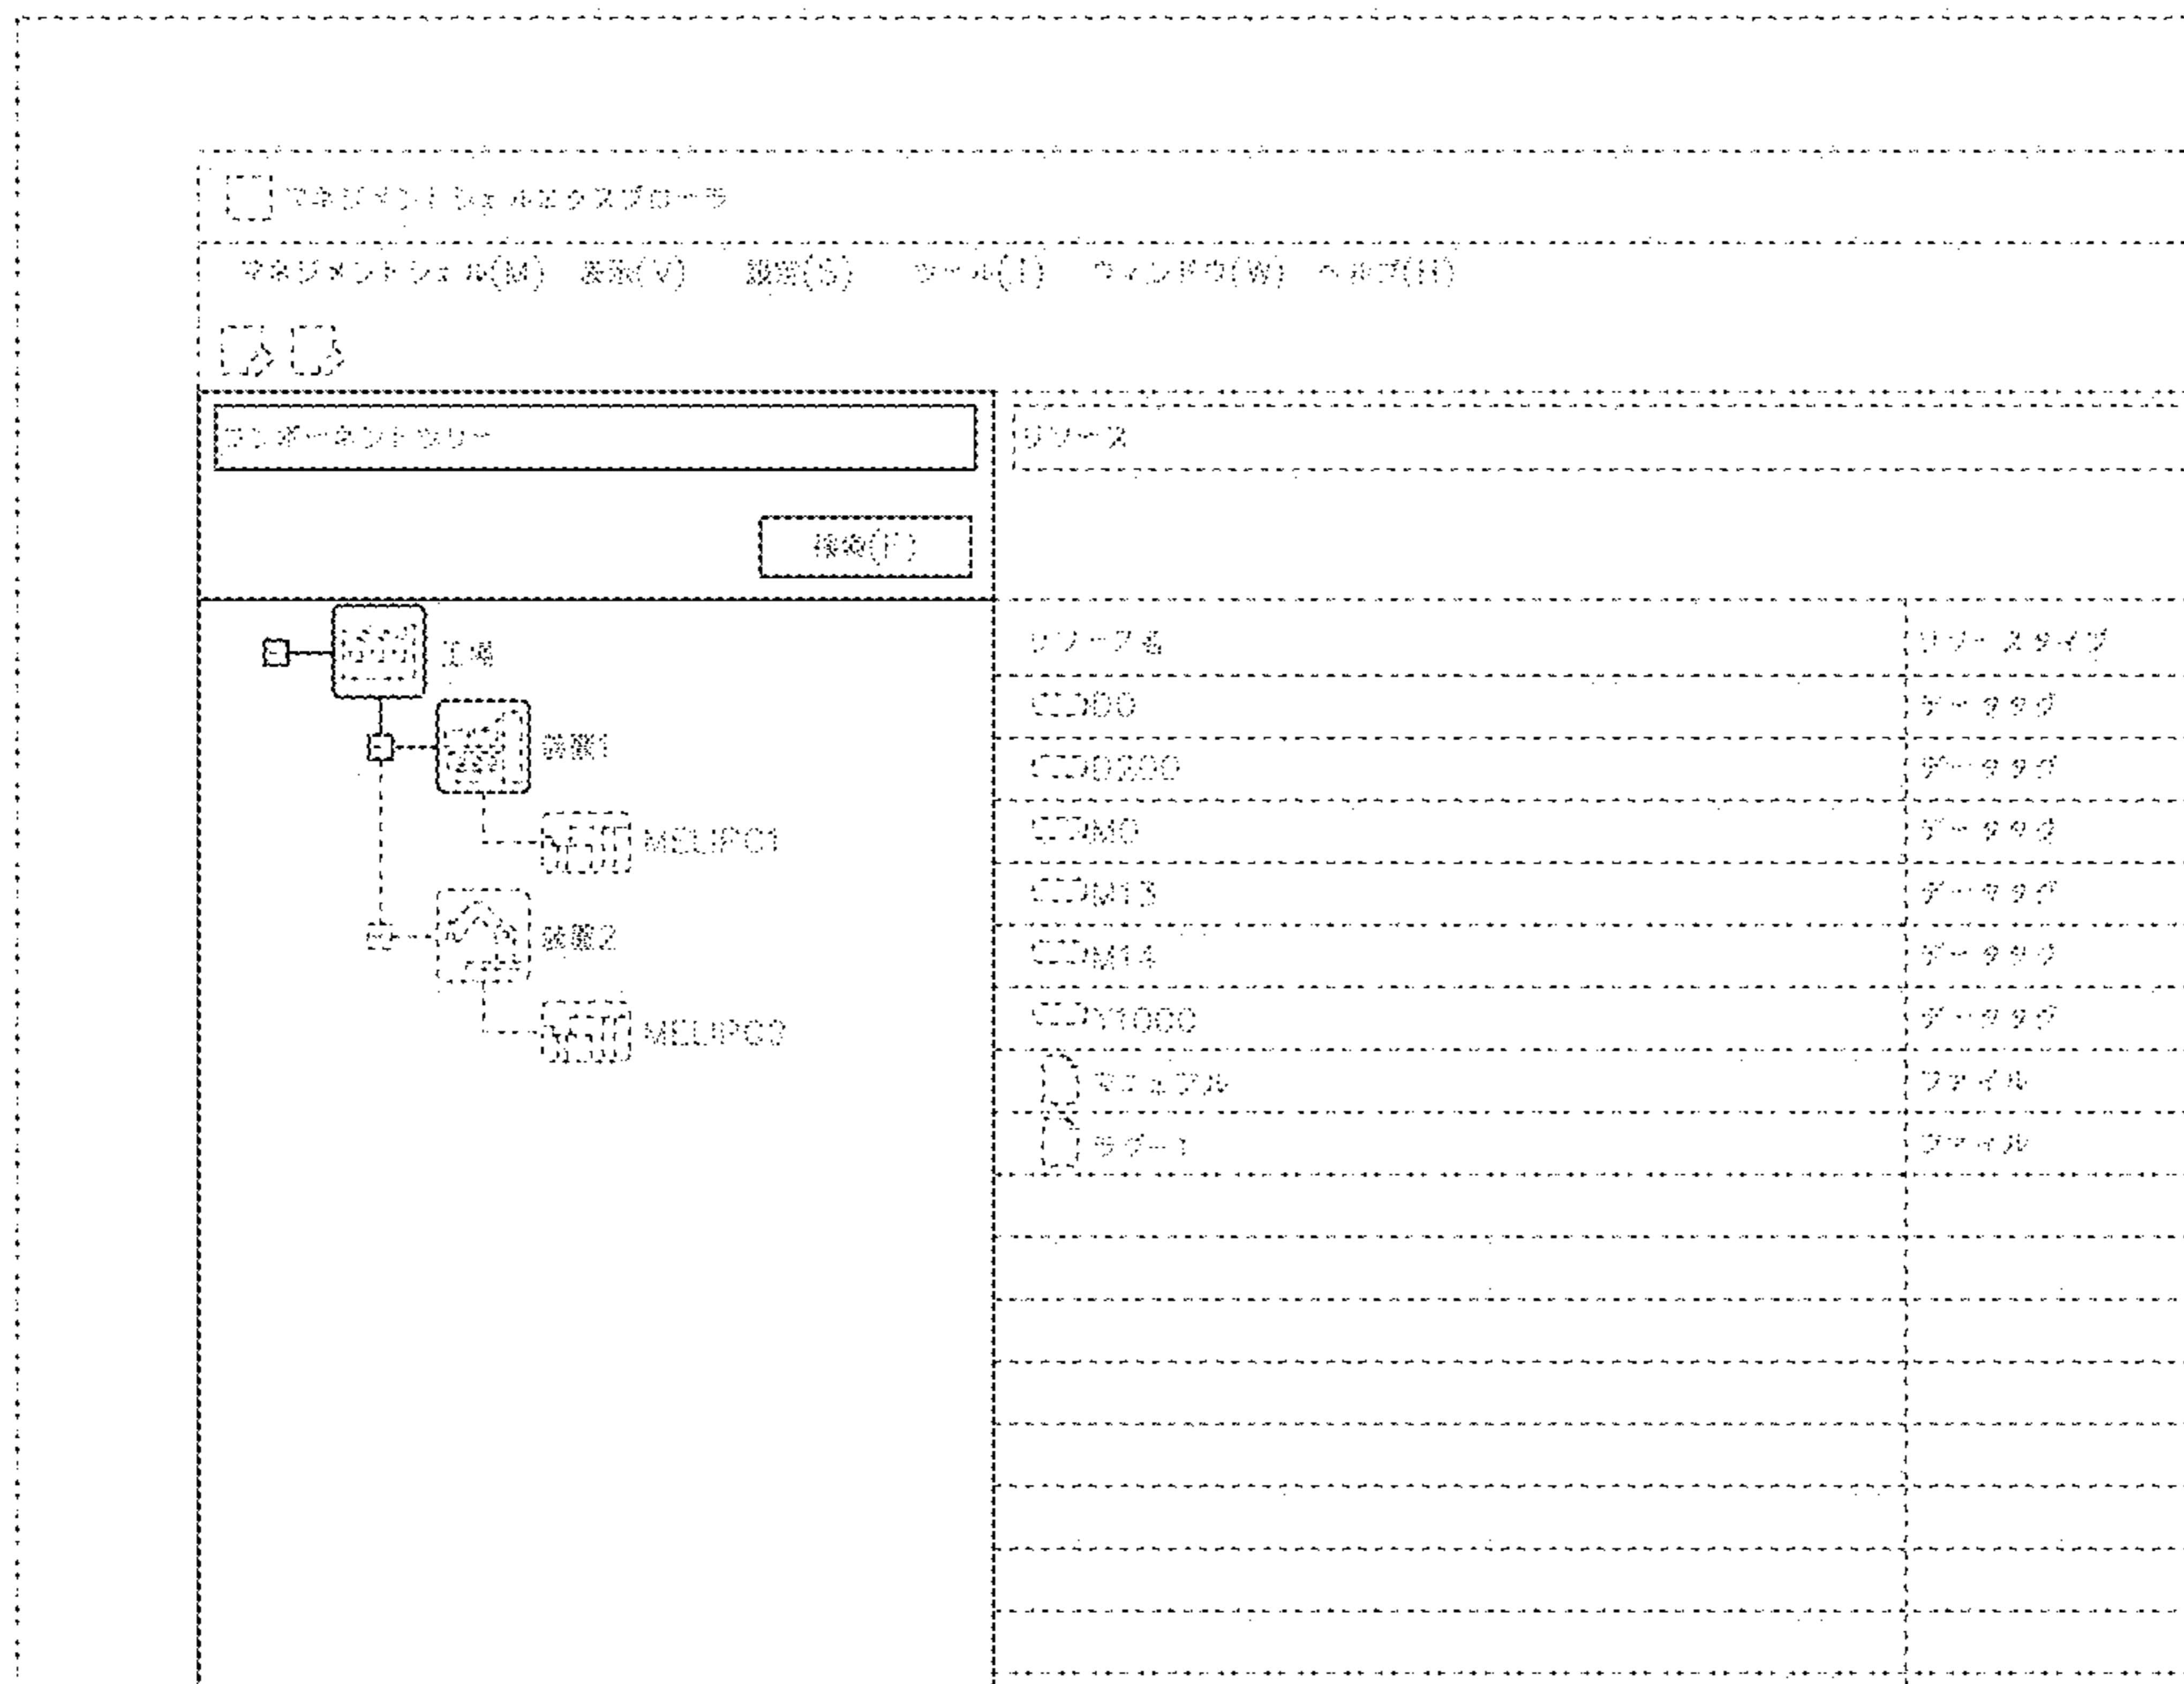 マネジメントシェルエクスプローラ
マネジメントシェル(M) 表示(V) 設定(S) ツール(T) ウィンドウ(W) ヘルプ(H)
コンポーネントツリー
リソース
検索(F)
工場
装置1
MELIPC1
装置2
MELIPC2
リソース名 リソースタイプ
D0 データタグ
D200 データタグ
M0 データタグ
M13 データタグ
M14 データタグ
Y1000 データタグ
マニュアル ファイル
ファイル